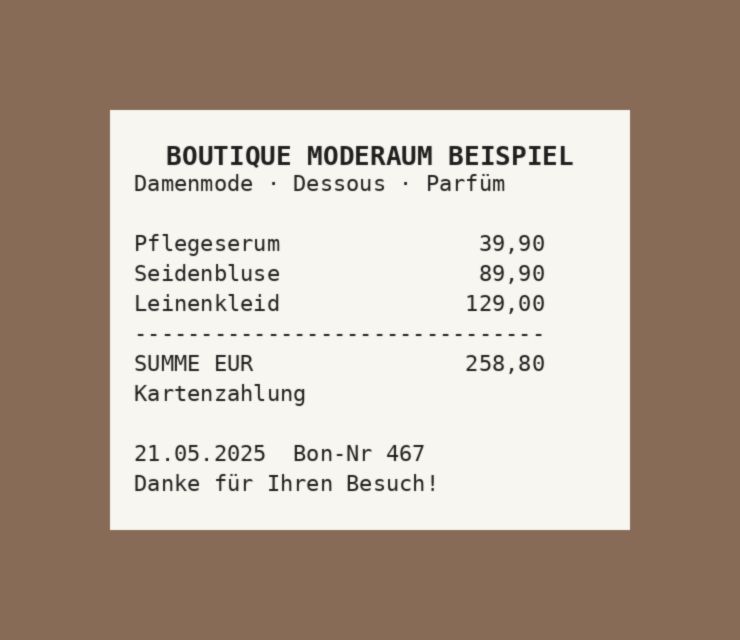 BOUTIQUE MODERAUM BEISPIEL
Damenmode · Dessous · Parfüm
Pflegeserum 39,90
Seidenbluse 89,90
Leinenkleid 129,00
-------------------------------
SUMME EUR 258,80
Kartenzahlung
21.05.2025 Bon-Nr 467
Danke für Ihren Besuch!